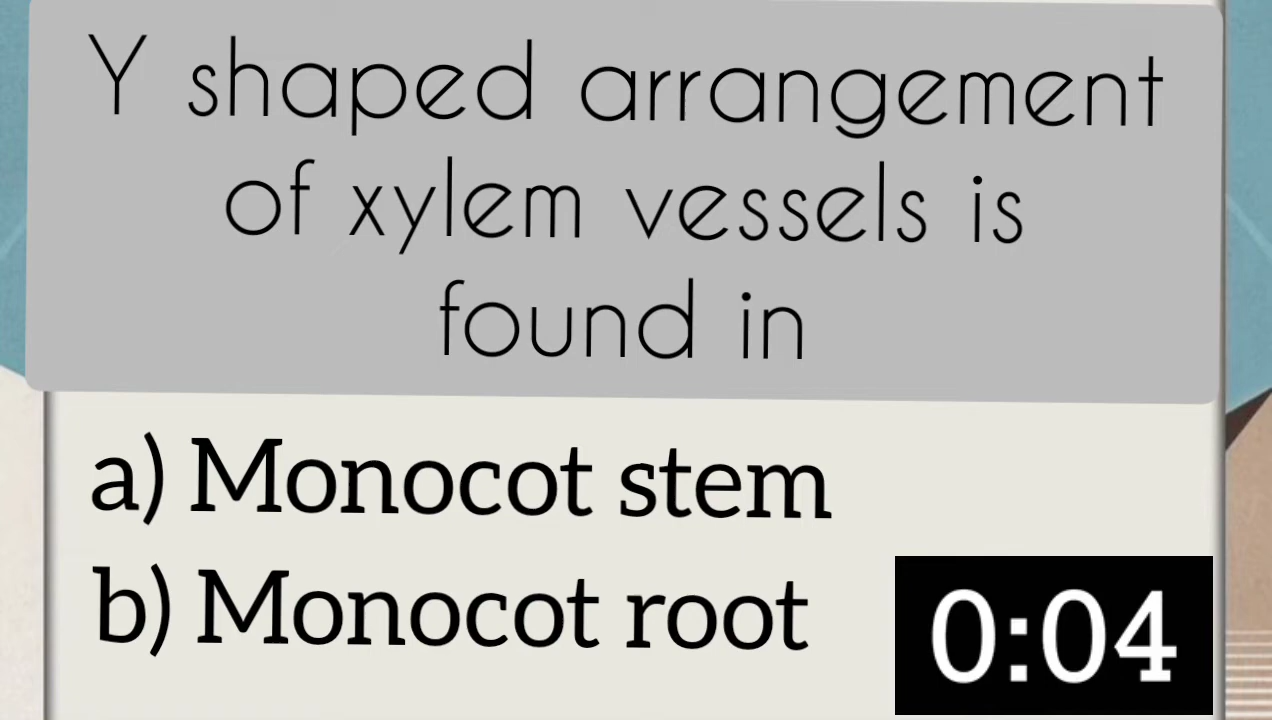 Y shaped arrangement
of xylem vessels is
found in
a) Monocot stem
b) Monocot root
0:04